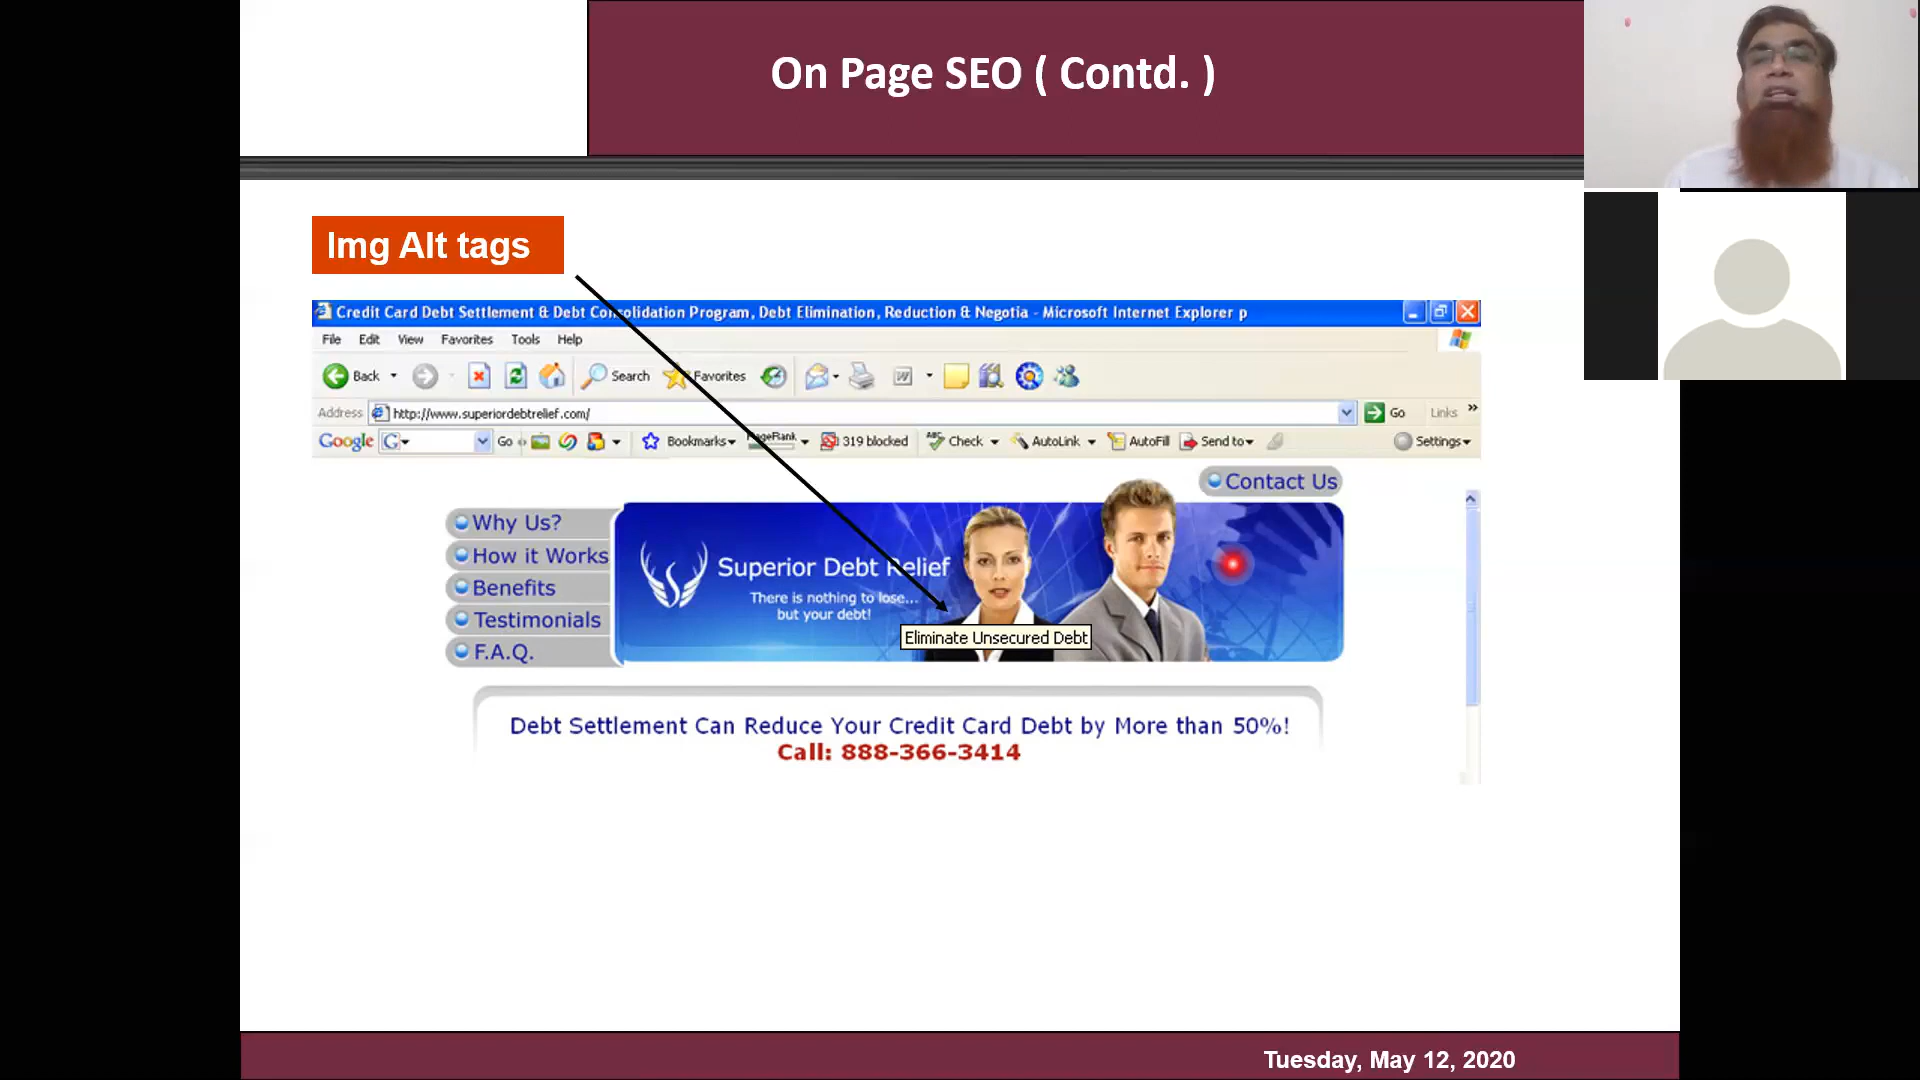 On Page SEO ( Contd. )
Img Alt tags
Credit Card Debt Settlement & Debt Consolidation Program, Debt Elimination, Reduction & Negotia - Microsoft Internet Explorer p
File Edit View Favorites Tools Help
Back Search Favorites
Address http://www.superiordebtrelief.com/ Go Links »
Google G Go Bookmarks PageRank 319 blocked ABC Check AutoLink AutoFill Send to Settings
Contact Us
Why Us?
How it Works
Benefits
Testimonials
F.A.Q.
Superior Debt Relief
There is nothing to lose...
but your debt!
Eliminate Unsecured Debt
Debt Settlement Can Reduce Your Credit Card Debt by More than 50%!
Call: 888-366-3414
Tuesday, May 12, 2020